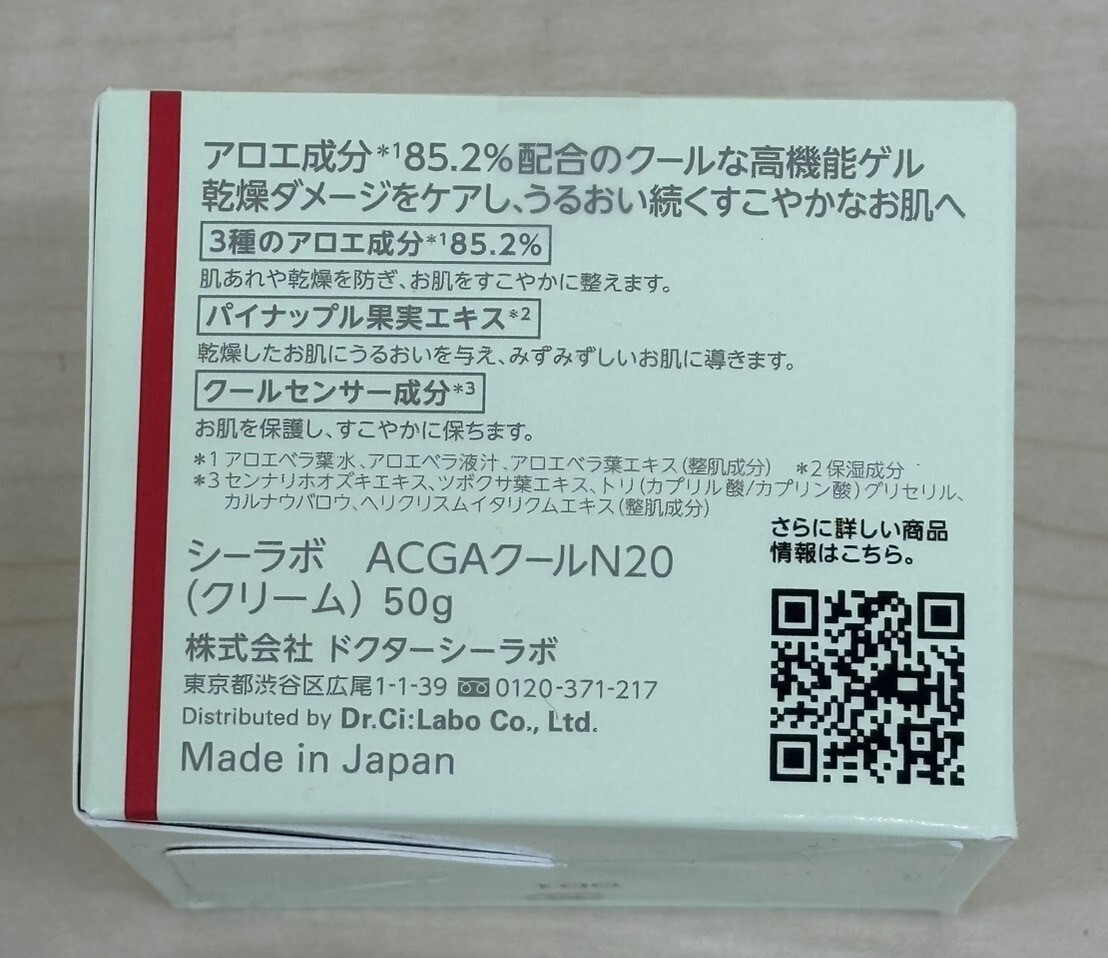 アロエ成分*¹85.2%配合のクールな高機能ゲル
乾燥ダメージをケアし、うるおい続くすこやかなお肌へ
3種のアロエ成分*¹85.2%
肌あれや乾燥を防ぎ、お肌をすこやかに整えます。
パイナップル果実エキス*²
乾燥したお肌にうるおいを与え、みずみずしいお肌に導きます。
クールセンサー成分*³
お肌を保護し、すこやかに保ちます。
*1 アロエベラ葉水、アロエベラ液汁、アロエベラ葉エキス(整肌成分) *2 保湿成分
*3 センナリホオズキエキス、ツボクサ葉エキス、トリ(カプリル酸/カプリン酸)グリセリル、
カルナウバロウ、ヘリクリスムイタリクムエキス(整肌成分)
さらに詳しい商品
情報はこちら。
シーラボ ACGAクールN20
(クリーム) 50g
株式会社 ドクターシーラボ
東京都渋谷区広尾1-1-39 0120-371-217
Distributed by Dr.Ci:Labo Co., Ltd.
Made in Japan